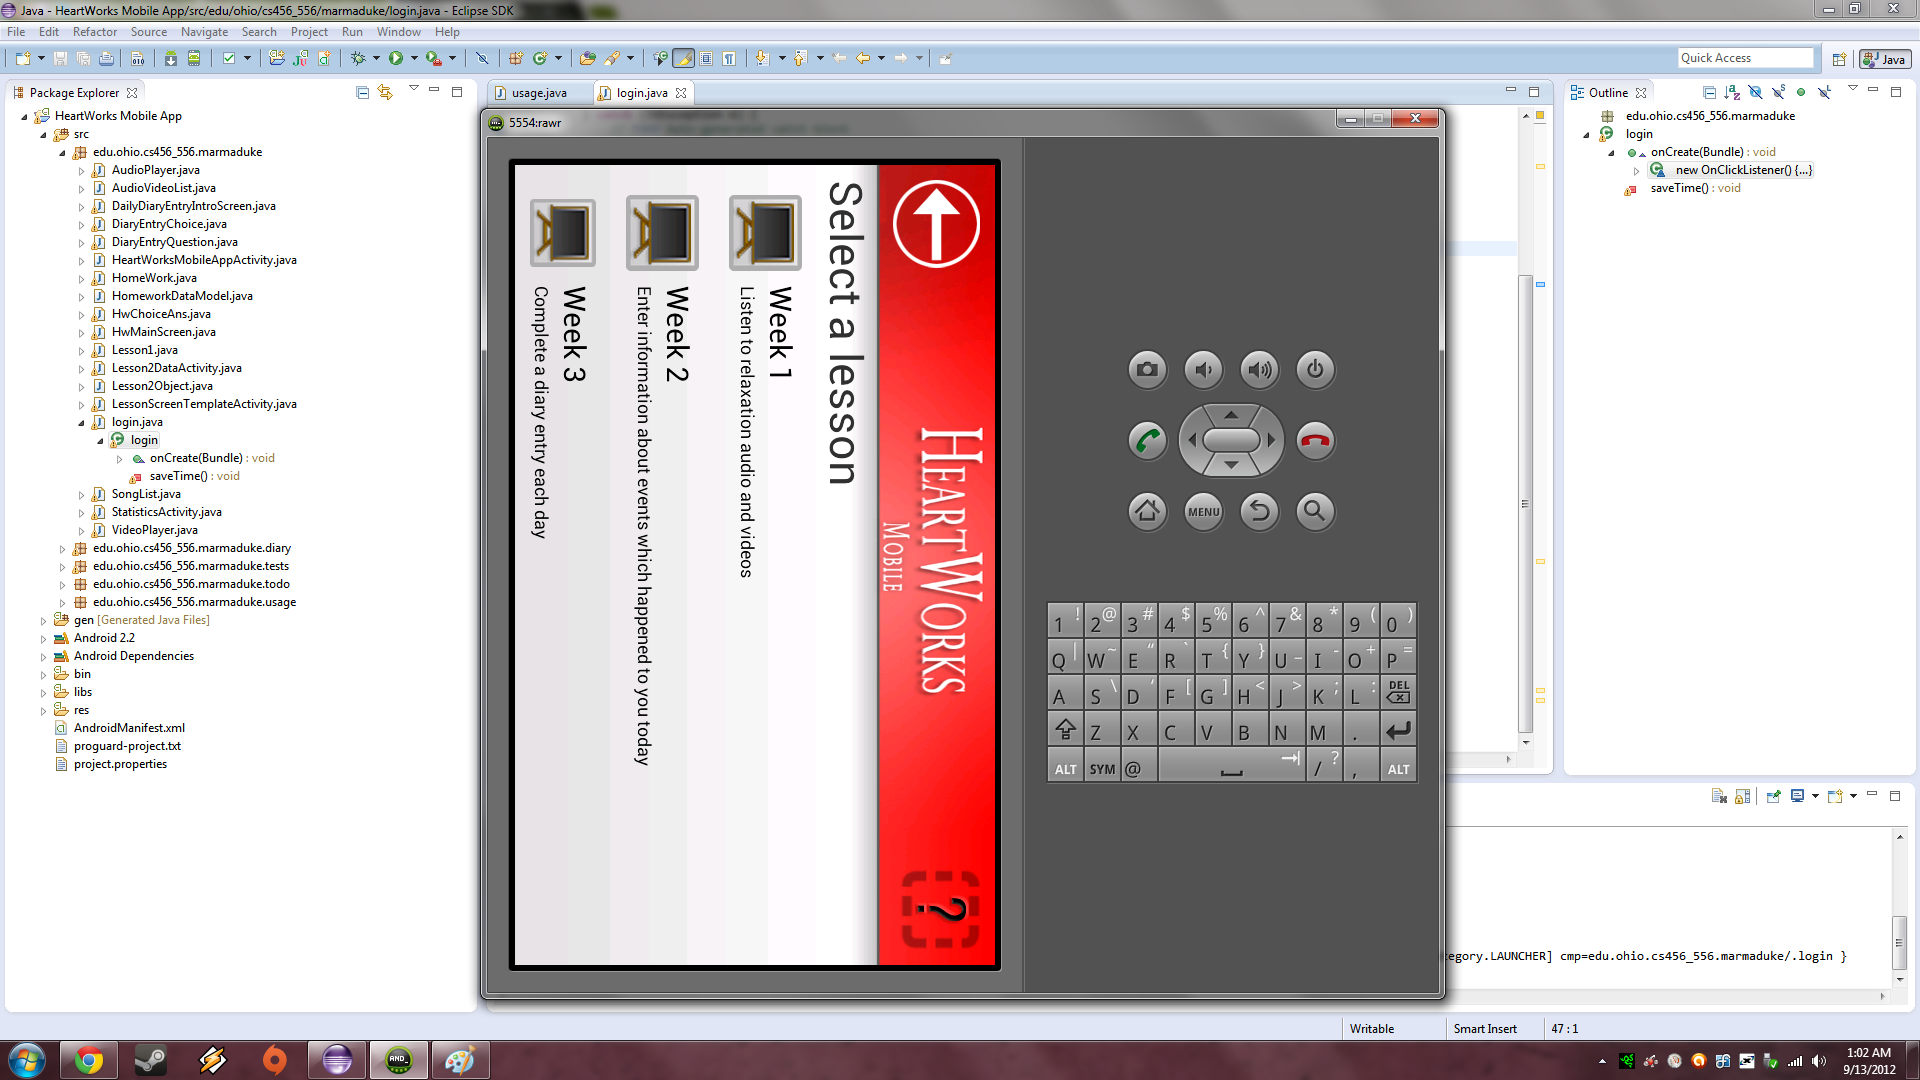 Java - HeartWorks Mobile App/src/edu/ohio/cs456_556/marmaduke/login.java - Eclipse SDK
File Edit Refactor Source Navigate Search Project Run Window Help
Quick Access
Java
Package Explorer
HeartWorks Mobile App
src
edu.ohio.cs456_556.marmaduke
AudioPlayer.java
AudioVideoList.java
DailyDiaryEntryIntroScreen.java
DiaryEntryChoice.java
DiaryEntryQuestion.java
HeartWorksMobileAppActivity.java
HomeWork.java
HomeworkDataModel.java
HwChoiceAns.java
HwMainScreen.java
Lesson1.java
Lesson2DataActivity.java
Lesson2Object.java
LessonScreenTemplateActivity.java
login.java
login
onCreate(Bundle) : void
saveTime() : void
SongList.java
StatisticsActivity.java
VideoPlayer.java
edu.ohio.cs456_556.marmaduke.diary
edu.ohio.cs456_556.marmaduke.tests
edu.ohio.cs456_556.marmaduke.todo
edu.ohio.cs456_556.marmaduke.usage
gen [Generated Java Files]
Android 2.2
Android Dependencies
bin
libs
res
AndroidManifest.xml
proguard-project.txt
project.properties
usage.java login.java
5554:rawr
HEARTWORKS
MOBILE
?
Select a lesson
Week 1
Listen to relaxation audio and videos
Week 2
Enter information about events which happened to you today
Week 3
Complete a diary entry each day
MENU
1 ! 2 @ 3 # 4 $ 5 % 6 ^ 7 & 8 * 9 ( 0 )
Q | W ~ E " R ` T { Y } U _ I - O + P =
A S \ D ' F [ G ] H < J > K ; L : DEL
Z X C V B N M .
ALT SYM @ / ? , ALT
Outline
edu.ohio.cs456_556.marmaduke
login
onCreate(Bundle) : void
new OnClickListener() {...}
saveTime() : void
tegory.LAUNCHER] cmp=edu.ohio.cs456_556.marmaduke/.login }
Writable Smart Insert 47 : 1
AND_
1:02 AM
9/13/2012